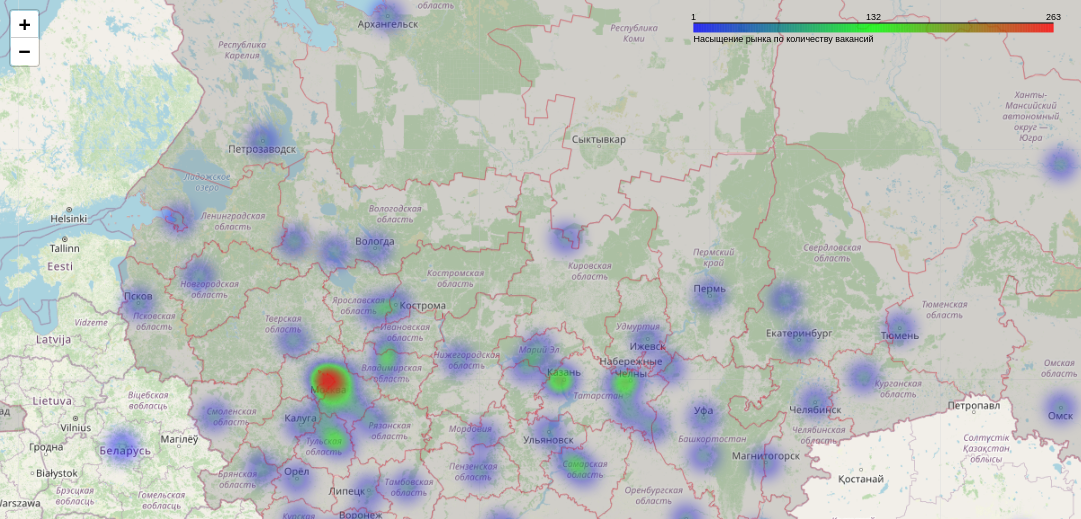 +
−
1
132
263
Насыщение рынка по количеству вакансий
Архангельск
область
Республика
Карелия
Республика
Коми
Ханты-
Мансийский
автономный
округ —
Югра
Сыктывкар
Петрозаводск
Ладожское
озеро
Helsinki
Ленинградская
область
Вологодская
область
Tallinn
Eesti
Вологда
Кировская
область
Пермский
край
Свердловская
область
Новгородская
область
Костромская
область
Псков
Псковская
область
Ярославская
область
Кострома
Пермь
Тюменская
область
Vidzeme
Latvija
Тверская
область
Ивановская
область
Удмуртия
Ижевск
Екатеринбург
Тюмень
Нижегородская
область
Марий Эл
Владимирская
область
Казань
Набережные
Челны
Татарстан
Омская
область
Курганская
область
Lietuva
Vilnius
Віцебская
вобласць
Смоленская
область
Калуга
Рязанская
область
Мордовия
Ульяновск
Уфа
Челябинск
Челябинская
область
Петропавл
Омск
ад
Гродна
Беларусь
Магілёў
Тульская
область
Башкортостан
Магнитогорск
Солтүстік
Қазақстан
облысы
Białystok
Брянская
область
Орёл
Липецк
Тамбовская
область
Пензенская
область
Самарская
область
Оренбургская
область
Қостанай
Warszawa
Брэсцкая
вобласць
Гомельская
вобласць
Курская
Воронеж